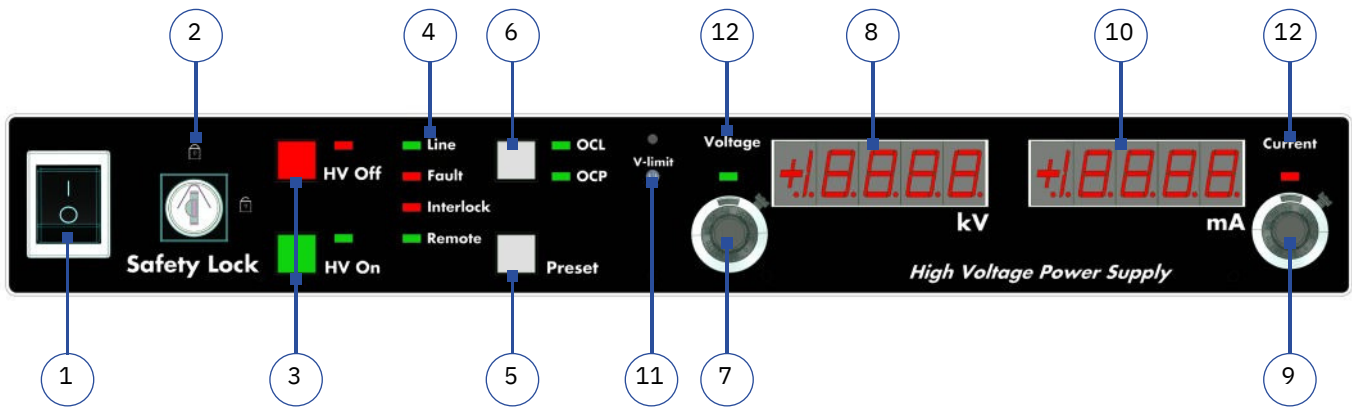 2
4
6
12
8
10
12
Line
OCL
Voltage
Current
V-limit
HV Off
Fault
OCP
+1.8.8.8.8.
+1.8.8.8.8.
I
O
Interlock
kV
mA
Safety Lock
HV On
Remote
Preset
High Voltage Power Supply
1
3
5
11
7
9